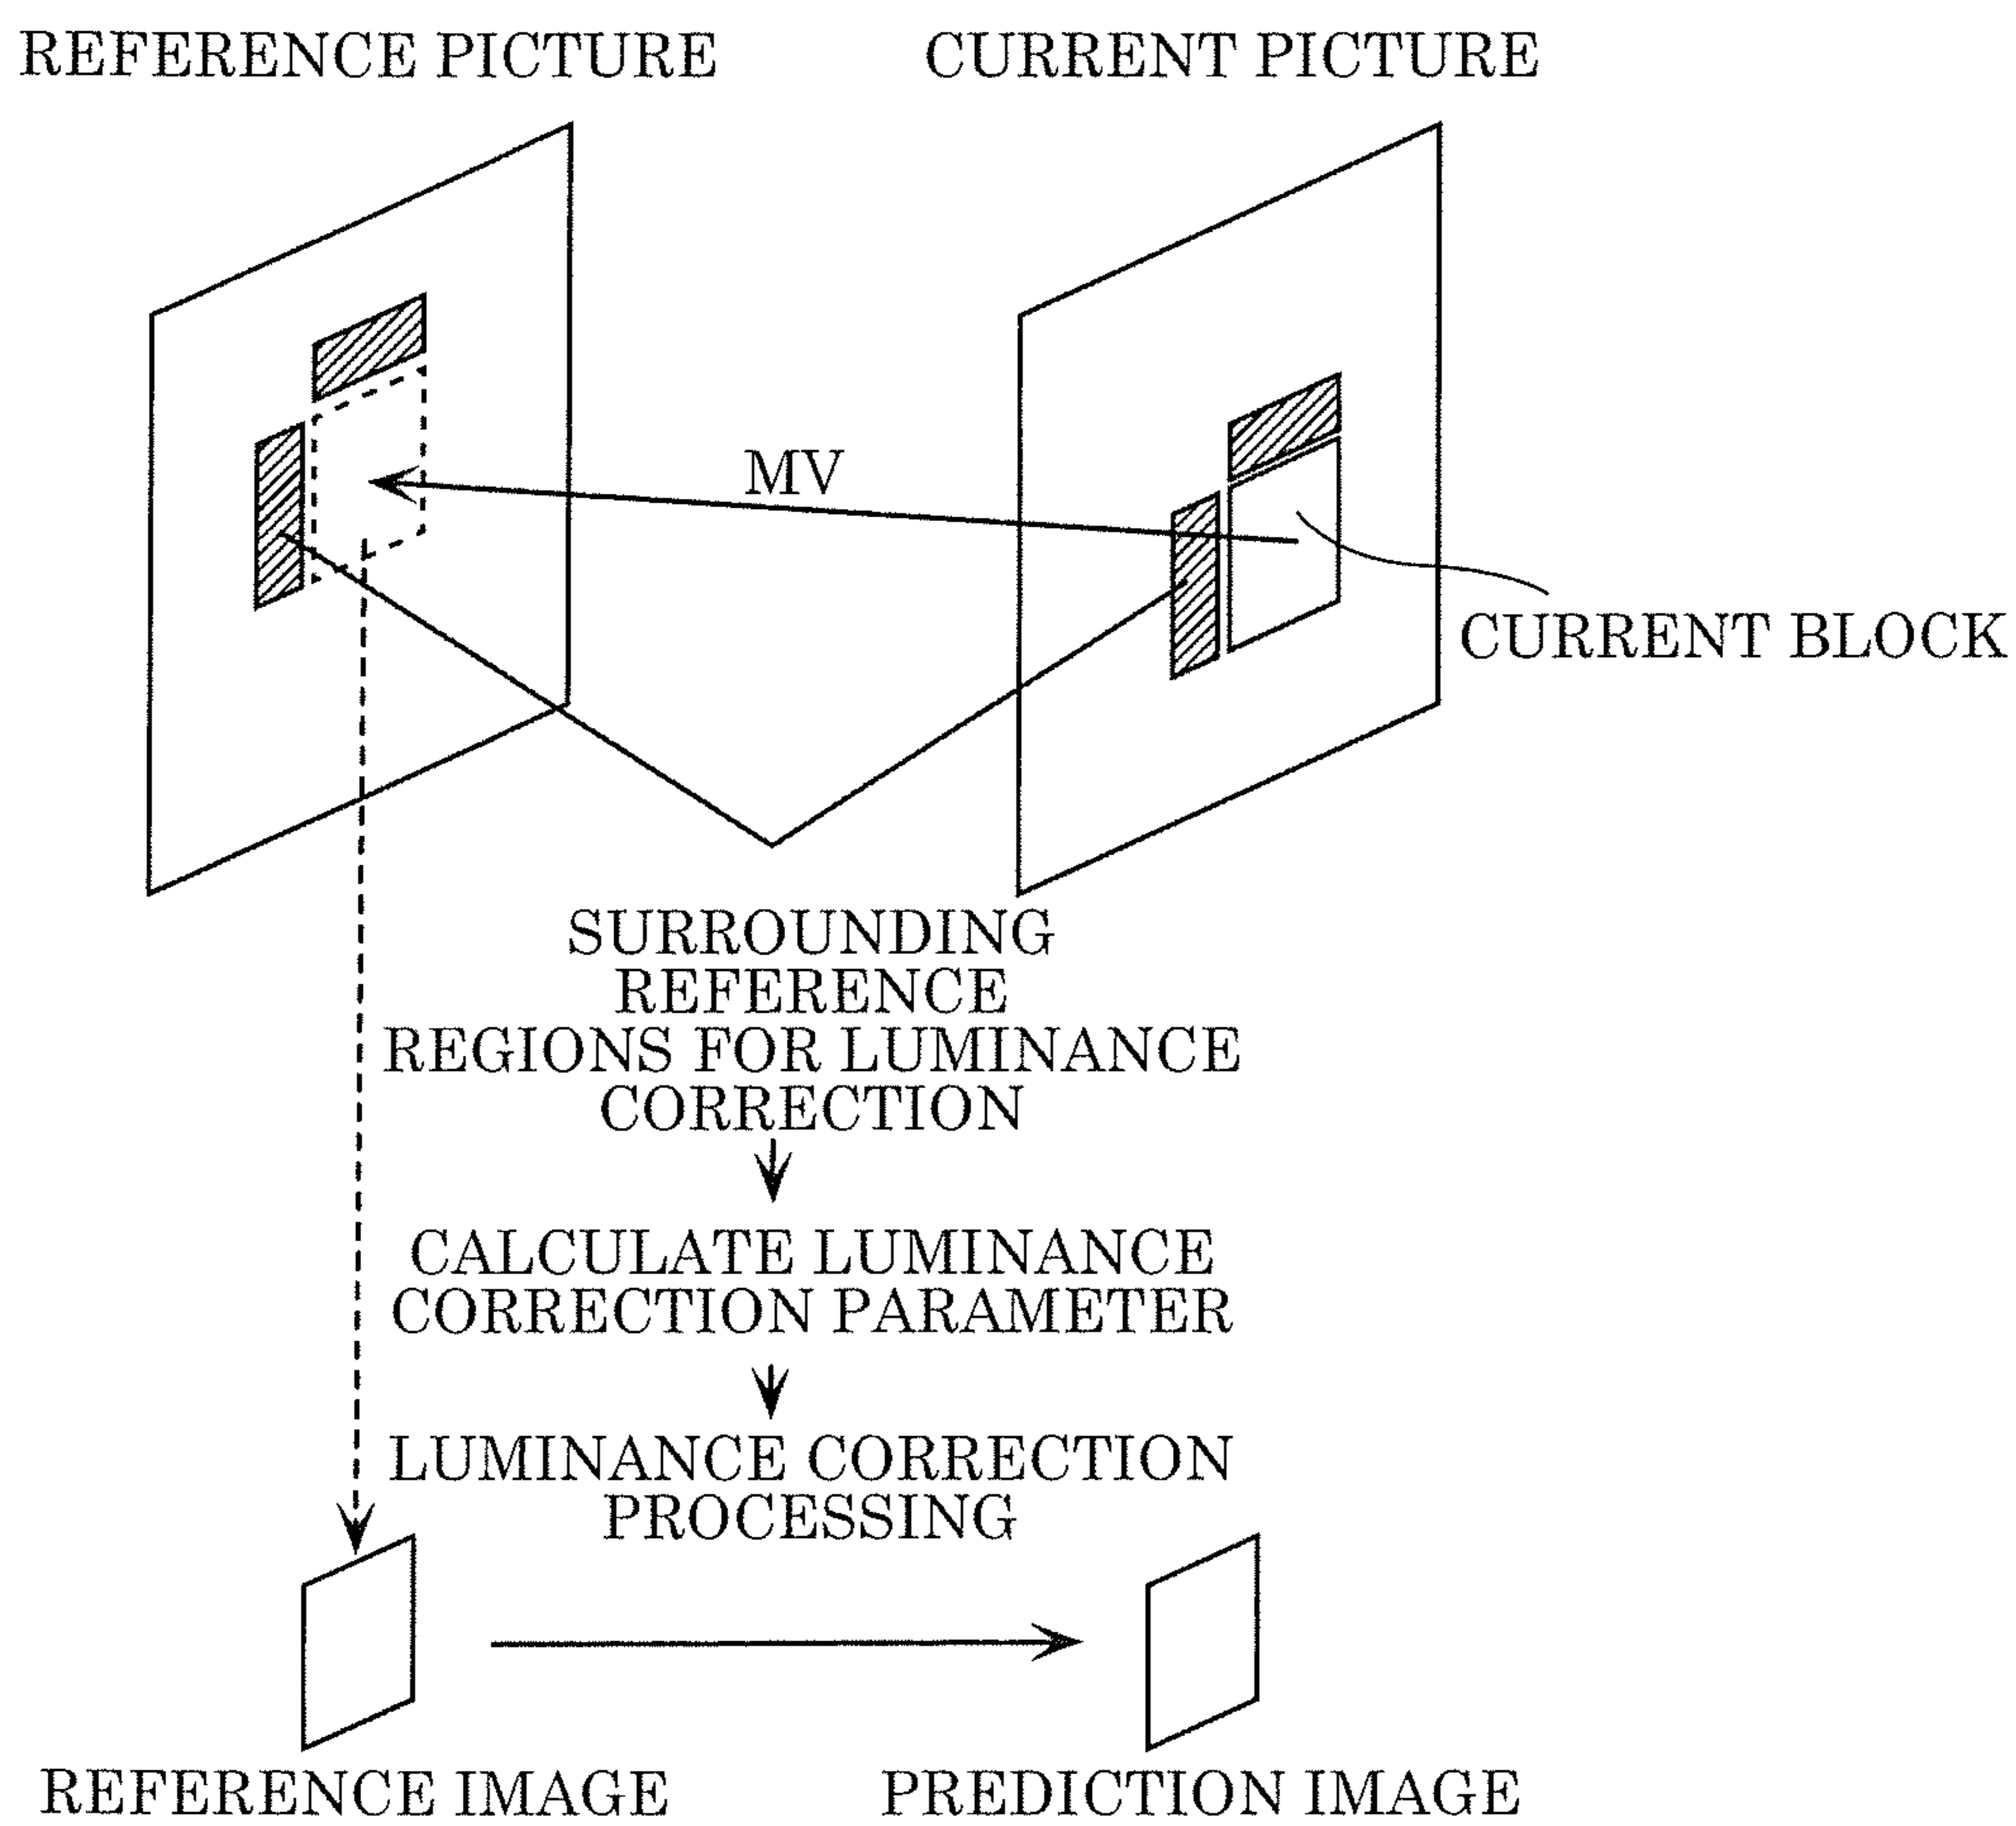 REFERENCE PICTURE
CURRENT PICTURE
MV
CURRENT BLOCK
SURROUNDING
REFERENCE
REGIONS FOR LUMINANCE
CORRECTION
CALCULATE LUMINANCE
CORRECTION PARAMETER
LUMINANCE CORRECTION
PROCESSING
REFERENCE IMAGE
PREDICTION IMAGE